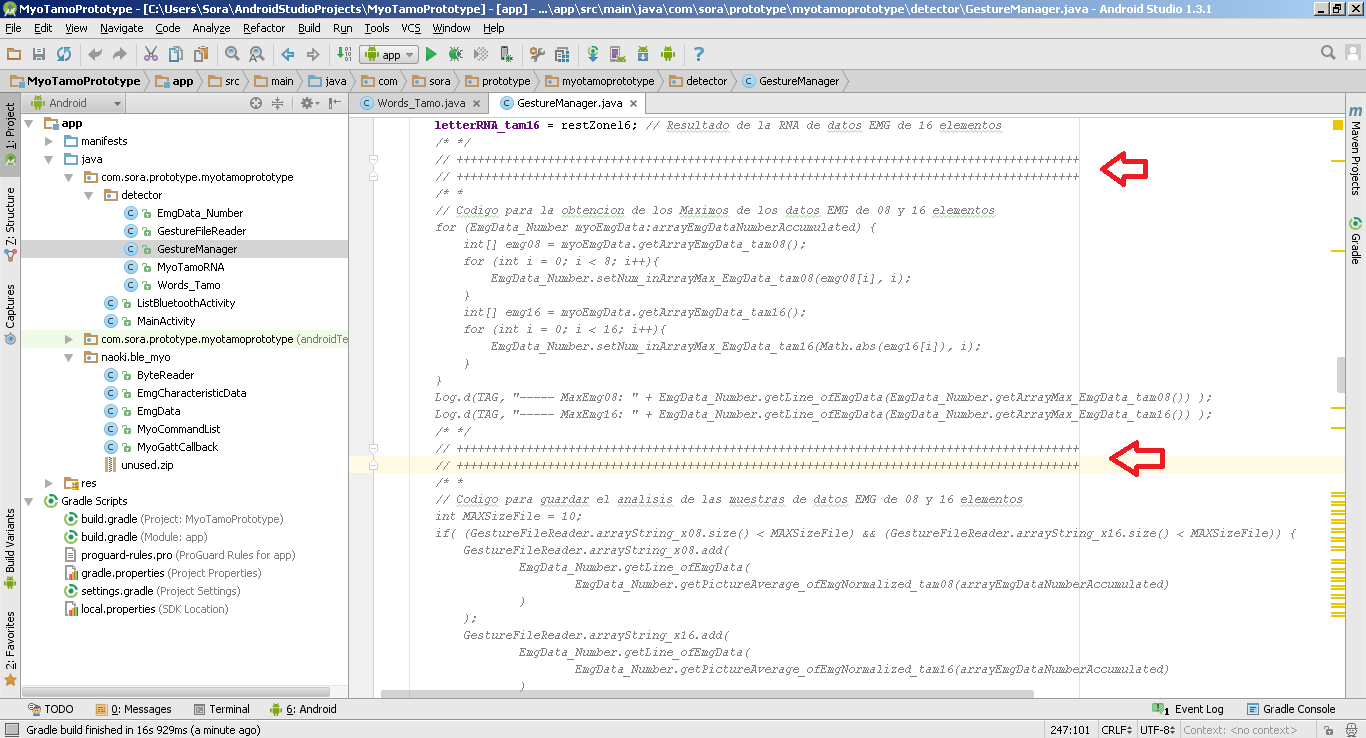 MyoTamoPrototype - [C:\Users\Sora\AndroidStudioProjects\MyoTamoPrototype] - [app] - ...\app\src\main\java\com\sora\prototype\myotamoprototype\detector\GestureManager.java - Android Studio 1.3.1
File Edit View Navigate Code Analyze Refactor Build Run Tools VCS Window Help
app
MyoTamoPrototype app src main java com sora prototype myotamoprototype detector GestureManager
Android
Words_Tamo.java GestureManager.java
1: Project
Z: Structure
Captures
Build Variants
2: Favorites
app
manifests
java
com.sora.prototype.myotamoprototype
detector
EmgData_Number
GestureFileReader
GestureManager
MyoTamoRNA
Words_Tamo
ListBluetoothActivity
MainActivity
com.sora.prototype.myotamoprototype (androidTe
naoki.ble_myo
ByteReader
EmgCharacteristicData
EmgData
MyoCommandList
MyoGattCallback
unused.zip
res
Gradle Scripts
build.gradle (Project: MyoTamoPrototype)
build.gradle (Module: app)
proguard-rules.pro (ProGuard Rules for app)
gradle.properties (Project Properties)
settings.gradle (Project Settings)
local.properties (SDK Location)
letterRNA_tam16 = restZone16; // Resultado de la RNA de datos EMG de 16 elementos
/* */
// +++++++++++++++++++++++++++++++++++++++++++++++++++++++++++++++++++++++++++++++++++++++++
// +++++++++++++++++++++++++++++++++++++++++++++++++++++++++++++++++++++++++++++++++++++++++
/* *
// Codigo para la obtencion de los Maximos de los datos EMG de 08 y 16 elementos
for (EmgData_Number myoEmgData:arrayEmgDataNumberAccumulated) {
int[] emg08 = myoEmgData.getArrayEmgData_tam08();
for (int i = 0; i < 8; i++){
EmgData_Number.setNum_inArrayMax_EmgData_tam08(emg08[i], i);
}
int[] emg16 = myoEmgData.getArrayEmgData_tam16();
for (int i = 0; i < 16; i++){
EmgData_Number.setNum_inArrayMax_EmgData_tam16(Math.abs(emg16[i]), i);
}
}
Log.d(TAG, "----- MaxEmg08: " + EmgData_Number.getLine_ofEmgData(EmgData_Number.getArrayMax_EmgData_tam08()) );
Log.d(TAG, "----- MaxEmg16: " + EmgData_Number.getLine_ofEmgData(EmgData_Number.getArrayMax_EmgData_tam16()) );
/* */
// +++++++++++++++++++++++++++++++++++++++++++++++++++++++++++++++++++++++++++++++++++++++++
// +++++++++++++++++++++++++++++++++++++++++++++++++++++++++++++++++++++++++++++++++++++++++
/* *
// Codigo para guardar el analisis de las muestras de datos EMG de 08 y 16 elementos
int MAXSizeFile = 10;
if( (GestureFileReader.arrayString_x08.size() < MAXSizeFile) && (GestureFileReader.arrayString_x16.size() < MAXSizeFile)) {
GestureFileReader.arrayString_x08.add(
EmgData_Number.getLine_ofEmgData(
EmgData_Number.getPictureAverage_ofEmgNormalized_tam08(arrayEmgDataNumberAccumulated)
)
);
GestureFileReader.arrayString_x16.add(
EmgData_Number.getLine_ofEmgData(
EmgData_Number.getPictureAverage_ofEmgNormalized_tam16(arrayEmgDataNumberAccumulated)
)
m Maven Projects
Gradle
TODO 0: Messages Terminal 6: Android 1 Event Log Gradle Console
Gradle build finished in 16s 929ms (a minute ago) 247:101 CRLF UTF-8 Context: <no context>